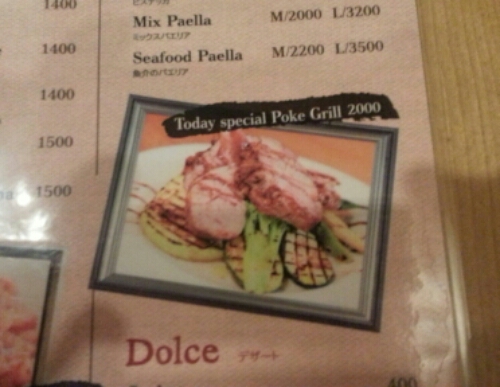 1400
Mix Paella M/2000 L/3200
ミックスパエリア
1400
Seafood Paella M/2200 L/3500
魚介のパエリア
1400
Today special Poke Grill 2000
1500
1500
Dolce デザート
400